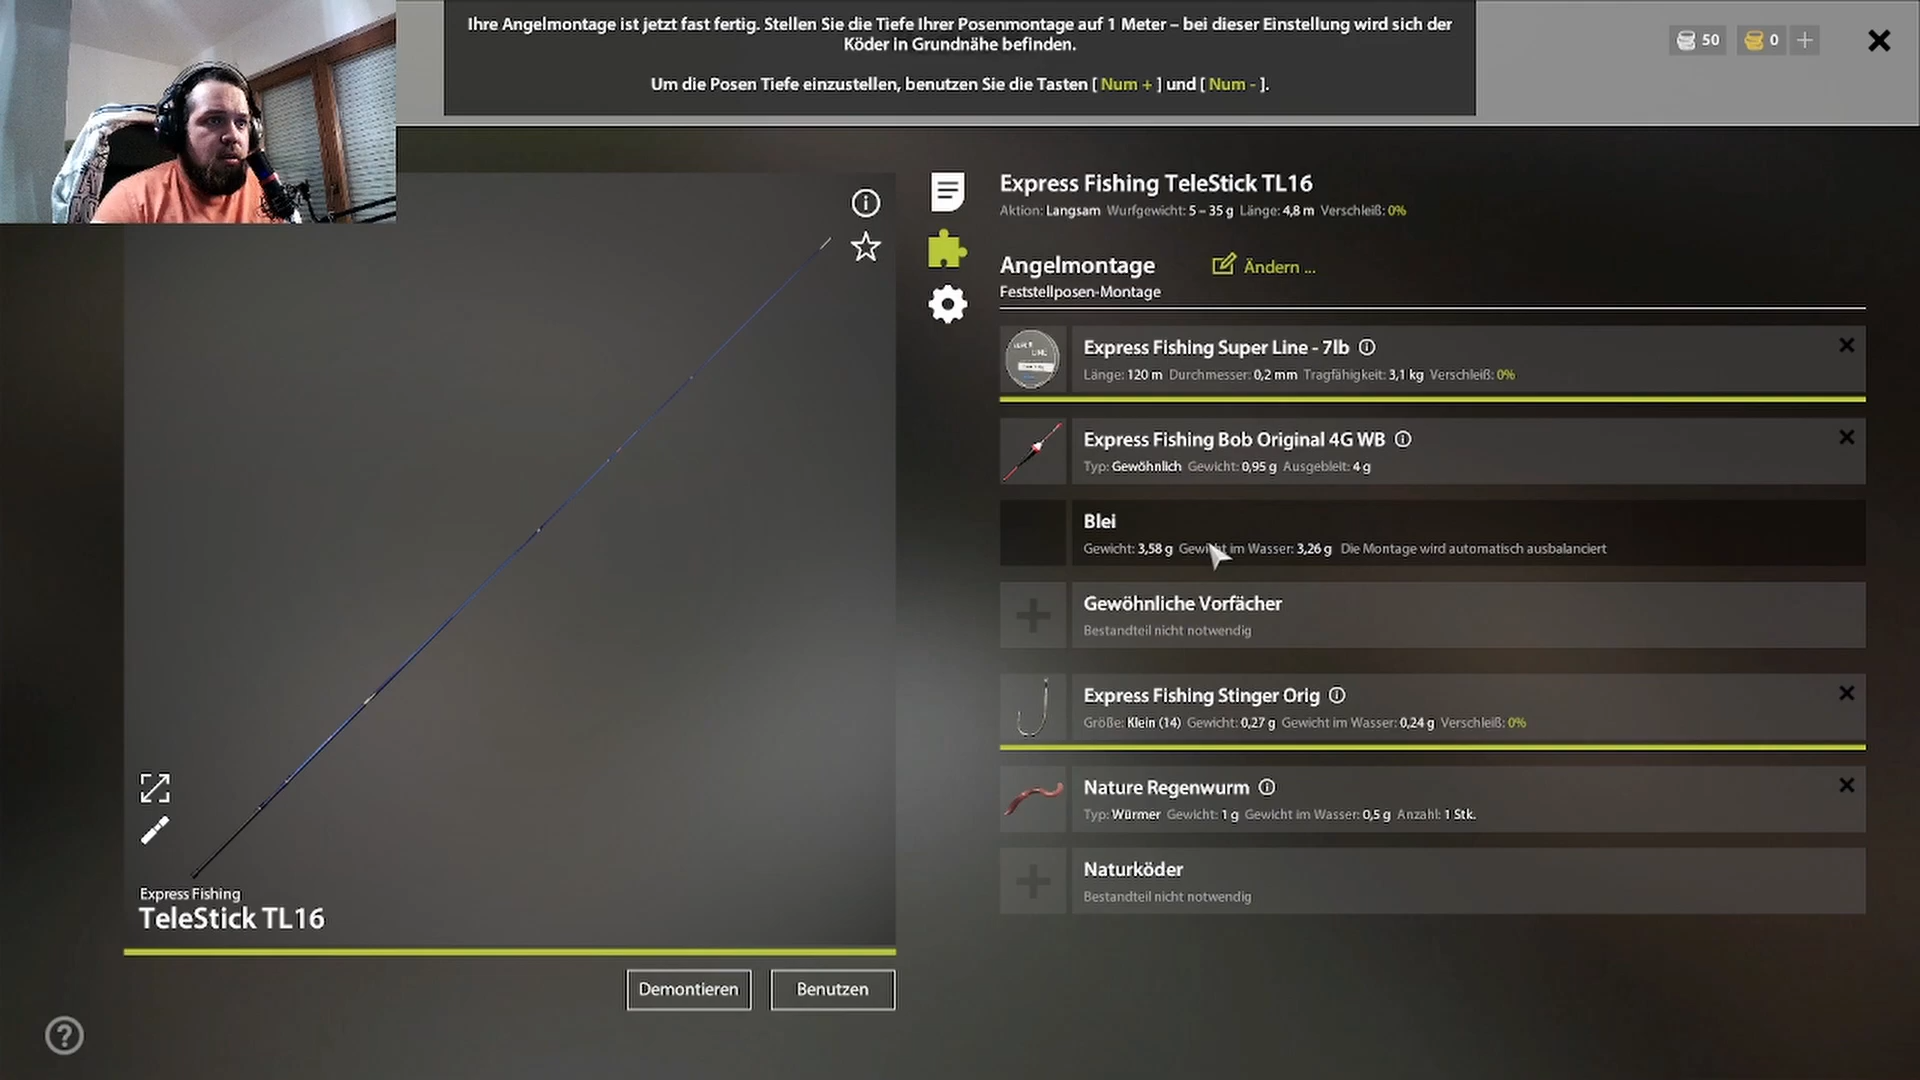 Ihre Angelmontage ist jetzt fast fertig. Stellen Sie die Tiefe Ihrer Posenmontage auf 1 Meter – bei dieser Einstellung wird sich der
Köder in Grundnähe befinden.
Um die Posen Tiefe einzustellen, benutzen Sie die Tasten [ Num + ] und [ Num - ].
50
0
Express Fishing TeleStick TL16
Aktion: Langsam Wurfgewicht: 5 – 35 g Länge: 4,8 m Verschleiß: 0%
Angelmontage
Ändern ...
Feststellposen-Montage
Express Fishing Super Line - 7lb
Länge: 120 m Durchmesser: 0,2 mm Tragfähigkeit: 3,1 kg Verschleiß: 0%
Express Fishing Bob Original 4G WB
Typ: Gewöhnlich Gewicht: 0,95 g Ausgebleit: 4 g
Blei
Gewicht: 3,58 g Gewicht im Wasser: 3,26 g Die Montage wird automatisch ausbalanciert
Gewöhnliche Vorfächer
Bestandteil nicht notwendig
Express Fishing Stinger Orig
Größe: Klein (14) Gewicht: 0,27 g Gewicht im Wasser: 0,24 g Verschleiß: 0%
Nature Regenwurm
Typ: Würmer Gewicht: 1 g Gewicht im Wasser: 0,5 g Anzahl: 1 Stk.
Naturköder
Bestandteil nicht notwendig
Express Fishing
TeleStick TL16
Demontieren
Benutzen